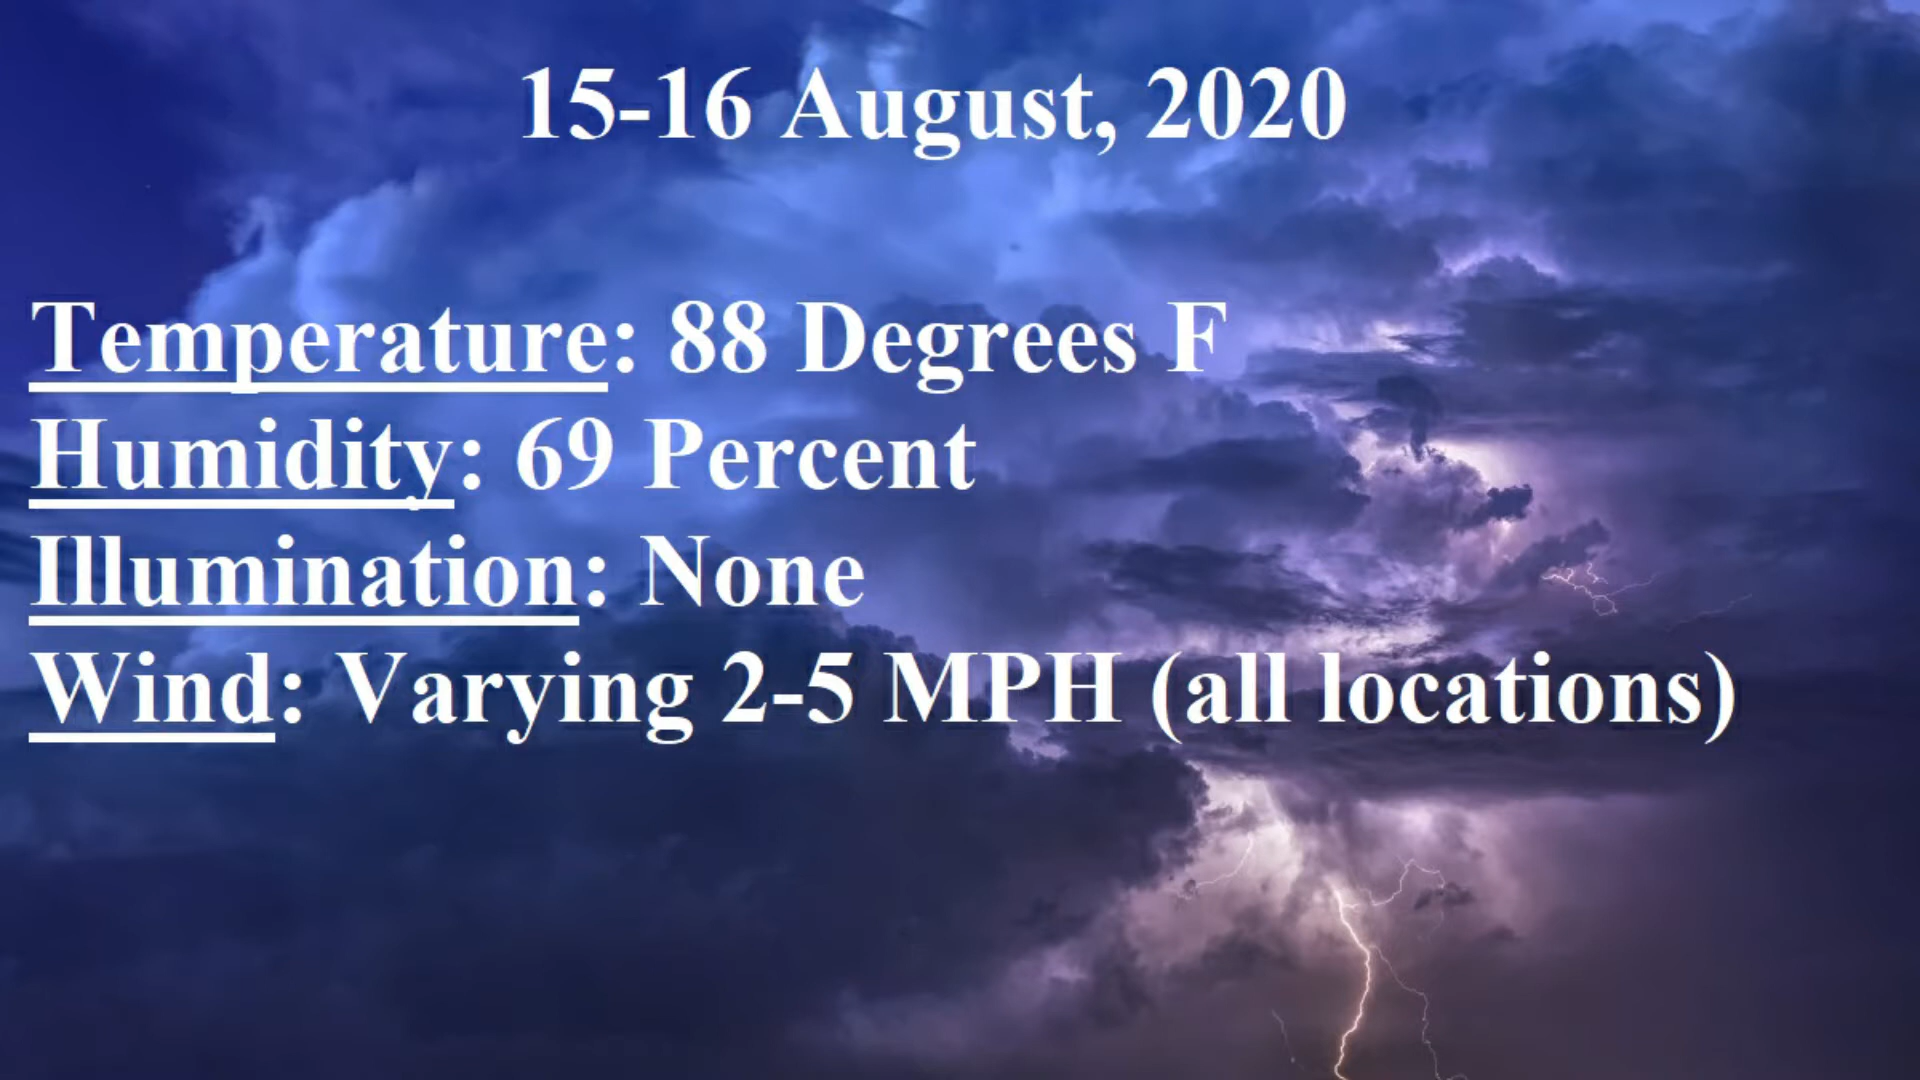 15-16 August, 2020
Temperature: 88 Degrees F
Humidity: 69 Percent
Illumination: None
Wind: Varying 2-5 MPH (all locations)